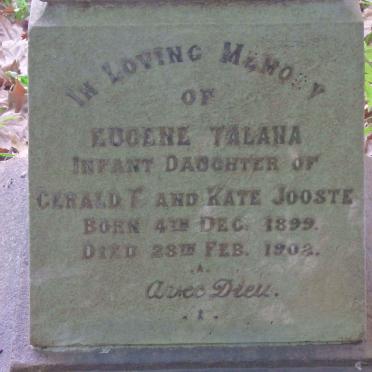 IN LOVING MEMORY
OF
EUGENE TALANA
INFANT DAUGHTER OF
GERALD F. AND KATE JOOSTE
BORN 4TH DEC. 1899.
DIED 28TH FEB. 1902.
Avec Dieu.